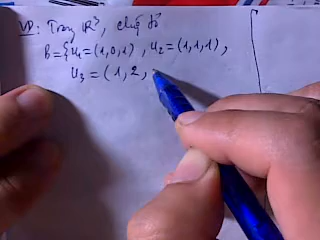 VD: Trong ℝ³, cho
B = {u₁ = (1,0,1), u₂ = (1,1,1),
u₃ = (1, 2,